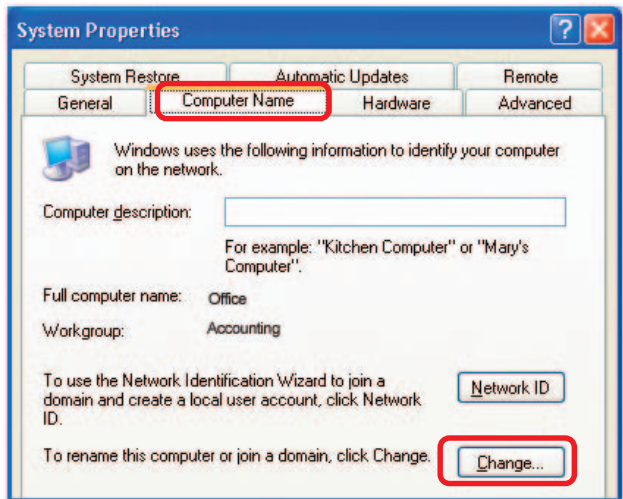 System Properties
System Restore Automatic Updates Remote
General Computer Name Hardware Advanced
Windows uses the following information to identify your computer
on the network.
Computer description:
For example: "Kitchen Computer" or "Mary's
Computer".
Full computer name: Office
Workgroup: Accounting
To use the Network Identification Wizard to join a
domain and create a local user account, click Network
ID.
Network ID
To rename this computer or join a domain, click Change.
Change...